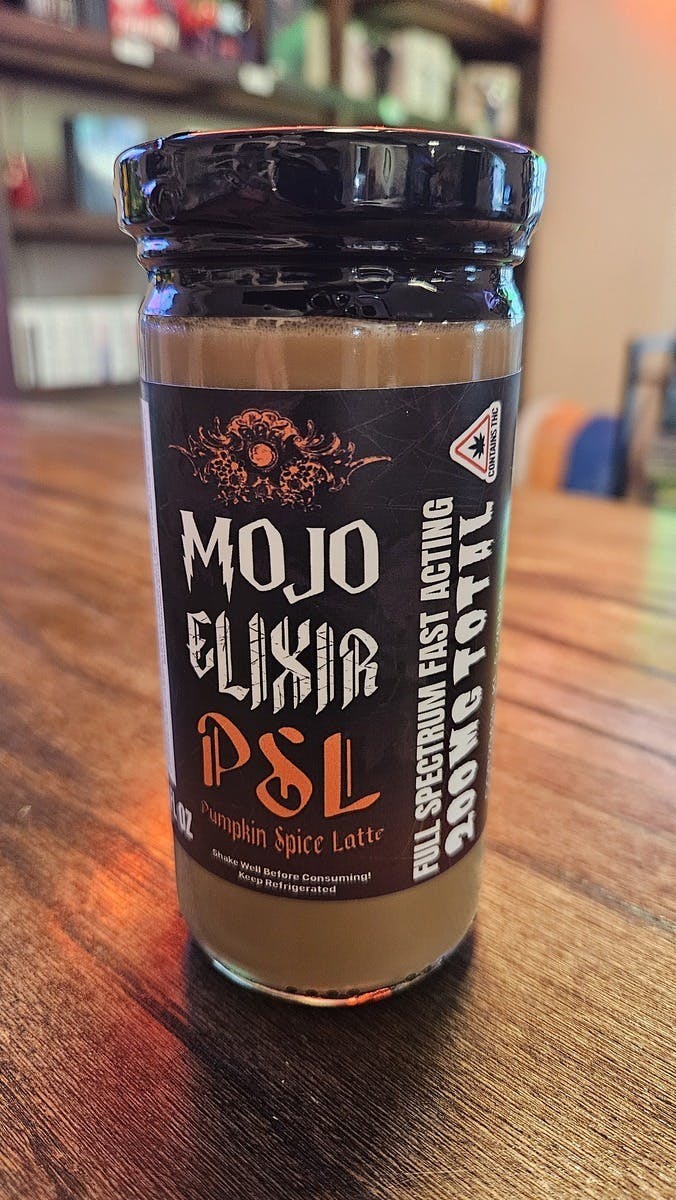 MOJO
ELIXIR
PSL
Pumpkin Spice Latte
Shake Well Before Consuming!
Keep Refrigerated
OZ
FULL SPECTRUM FAST ACTING
200MG TOTAL
CONTAINS THC